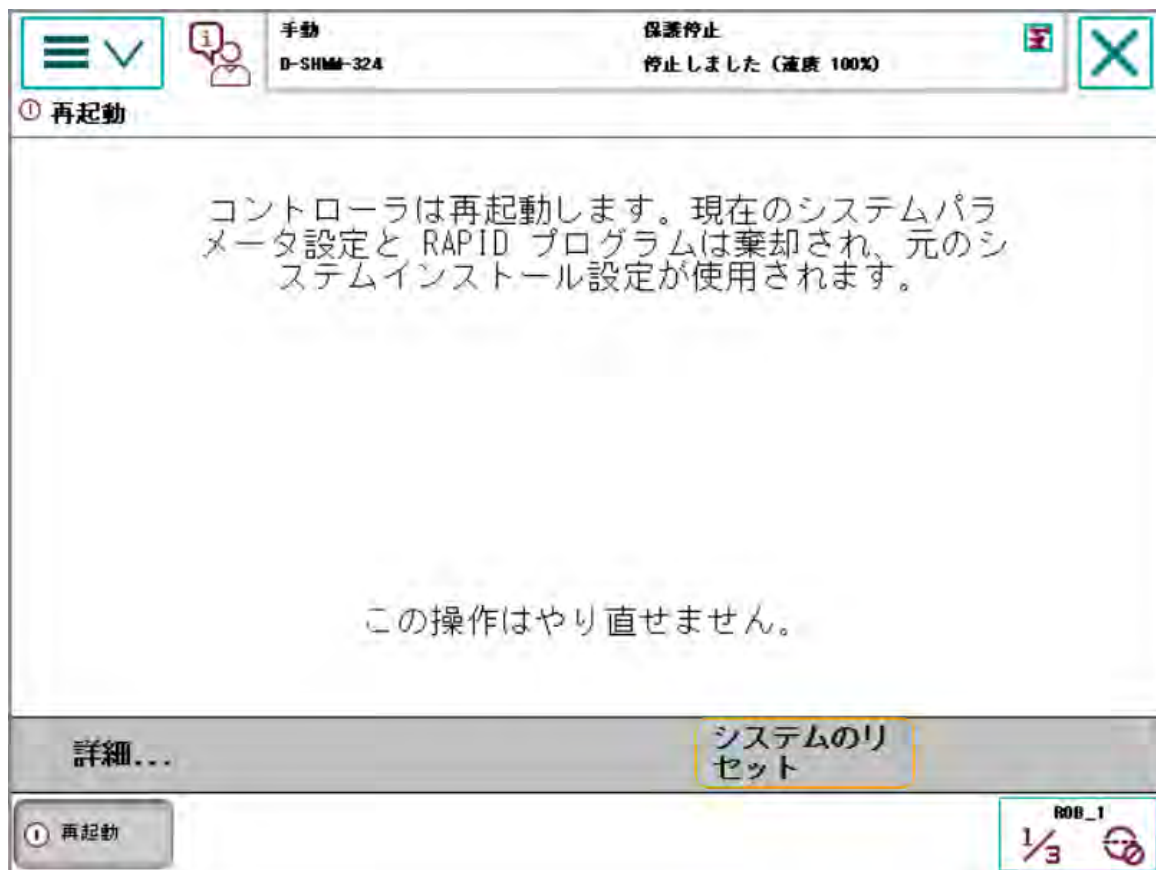 手動
D-SHMM-324
保護停止
停止しました (速度 100%)
再起動
コントローラは再起動します。現在のシステムパラ
メータ設定と RAPID プログラムは棄却され、元のシ
ステムインストール設定が使用されます。
この操作はやり直せません。
詳細...
システムのリ
セット
再起動
ROB_1
1/3